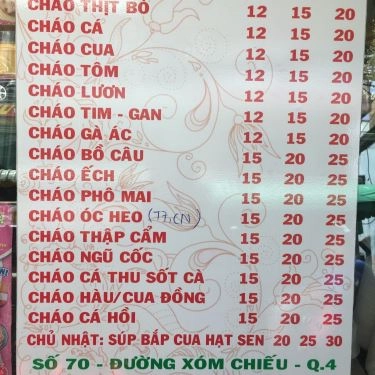 CHÁO THỊT BÒ 12 15 20
CHÁO CÁ 12 15 20
CHÁO CUA 12 15 20
CHÁO TÔM 12 15 20
CHÁO LƯƠN 12 15 20
CHÁO TIM - GAN 12 15 20
CHÁO GÀ ÁC 12 15 20
CHÁO BỒ CÂU 15 20 25
CHÁO ẾCH 15 20 25
CHÁO PHÔ MAI 15 20 25
CHÁO ÓC HEO (T7, CN) 15 20 25
CHÁO THẬP CẨM 15 20 25
CHÁO NGŨ CỐC 15 20 25
CHÁO CÁ THU SỐT CÀ 15 20 25
CHÁO HÀU/CUA ĐỒNG 15 20 25
CHÁO CÁ HỒI 15 20 25
CHỦ NHẬT: SÚP BẮP CUA HẠT SEN 20 25 30
SỐ 70 - ĐƯỜNG XÓM CHIẾU - Q.4